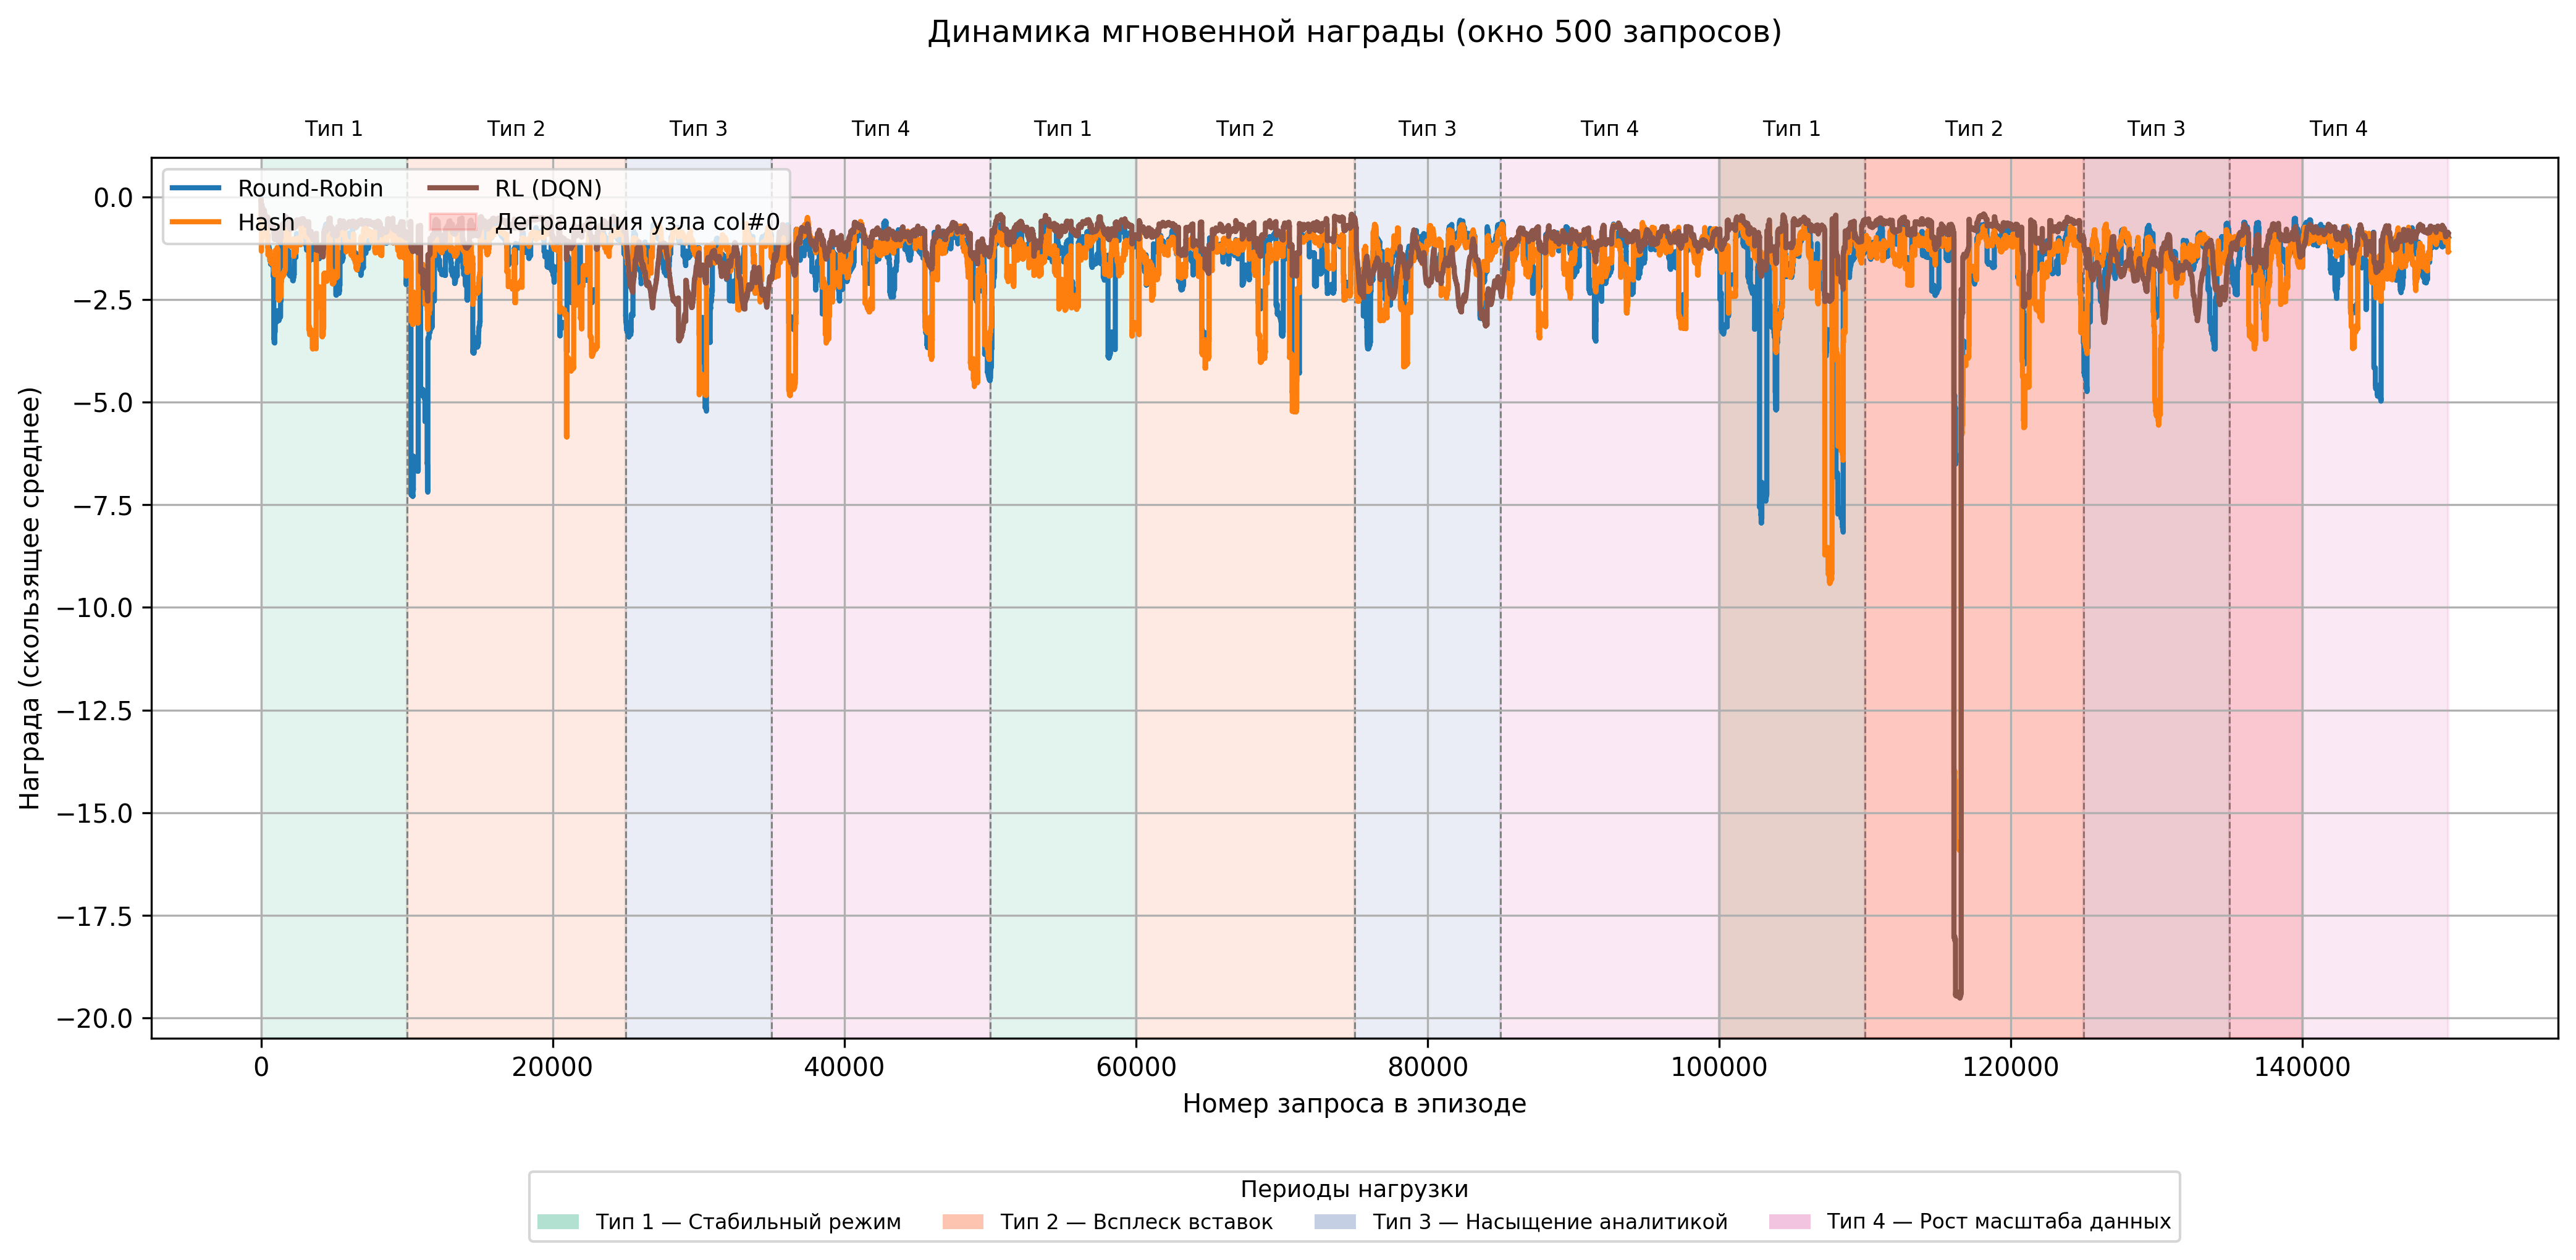 Динамика мгновенной награды (окно 500 запросов)
Тип 1 Тип 2 Тип 3 Тип 4 Тип 1 Тип 2 Тип 3 Тип 4 Тип 1 Тип 2 Тип 3 Тип 4
Round-Robin RL (DQN)
Hash Деградация узла col#0
Награда (скользящее среднее)
0.0
−2.5
−5.0
−7.5
−10.0
−12.5
−15.0
−17.5
−20.0
0 20000 40000 60000 80000 100000 120000 140000
Номер запроса в эпизоде
Периоды нагрузки
Тип 1 — Стабильный режим Тип 2 — Всплеск вставок Тип 3 — Насыщение аналитикой Тип 4 — Рост масштаба данных